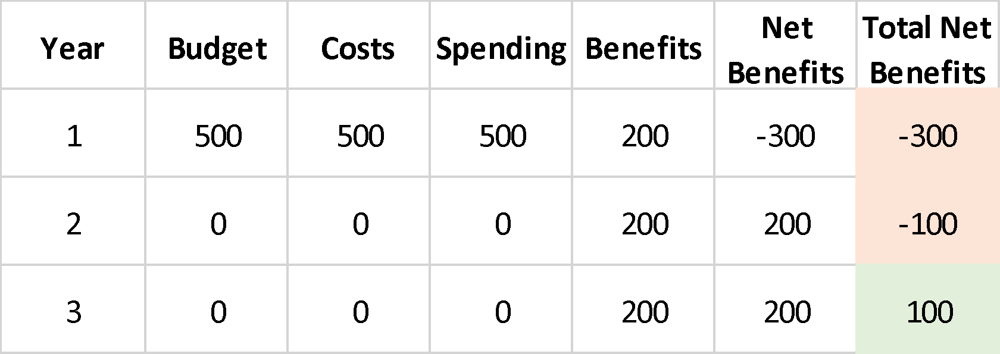 Year Budget Costs Spending Benefits Net Benefits Total Net Benefits
1 500 500 500 200 -300 -300
2 0 0 0 200 200 -100
3 0 0 0 200 200 100